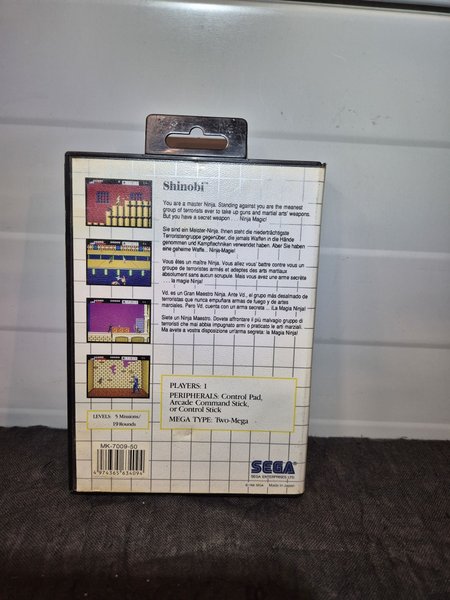 Shinobi™
You are a master Ninja. Standing against you are the meanest
group of terrorists ever to take up guns and martial arts' weapons.
But you have a secret weapon . . . Ninja Magic!
Sie sind ein Meister-Ninja. Ihnen steht die niederträchtigste
Terroristengruppe gegenüber, die jemals Waffen in die Hände
genommen und Kampftechniken verwendet haben. Aber Sie haben
eine geheime Waffe... Ninja-Magie!
Vous êtes un maître Ninja. Vous allez vous battre contre vous un
groupe de terroristes armés et adeptes des arts martiaux
absolument sans aucun scrupule. Mais vous avez une arme secrète
. . . la magie Ninja!
Vd. es un Gran Maestro Ninja. Ante Vd., el grupo más desalmado de
terroristas que nunca empuñara armas de fuego y de artes
marciales. Pero Vd. cuenta con un arma secreta ... ¡La Magia Ninja!
Siete un Ninja Maestro. Dovete affrontare il più malvagio gruppo di
terroristi che mai abbia impugnato armi o praticato le arti marziali.
Ma avete a vostra disposizione un'arma segreta: la Magia Ninja!
PLAYERS: 1
PERIPHERALS: Control Pad,
Arcade Command Stick,
or Control Stick
MEGA TYPE: Two-Mega
LEVELS: 5 Missions/
19 Rounds
MK-7009-50
4 974365 634094
SEGA
SEGA ENTERPRISES LTD.
Made in Japan